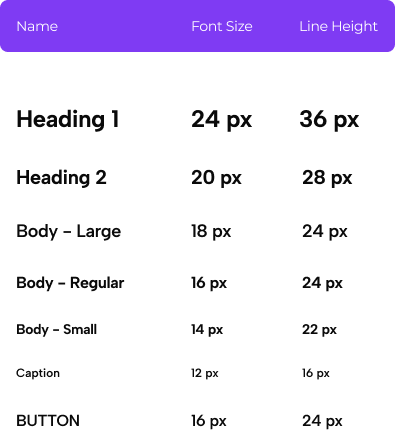 Name Font Size Line Height
Heading 1 24 px 36 px
Heading 2 20 px 28 px
Body - Large 18 px 24 px
Body - Regular 16 px 24 px
Body - Small 14 px 22 px
Caption 12 px 16 px
BUTTON 16 px 24 px